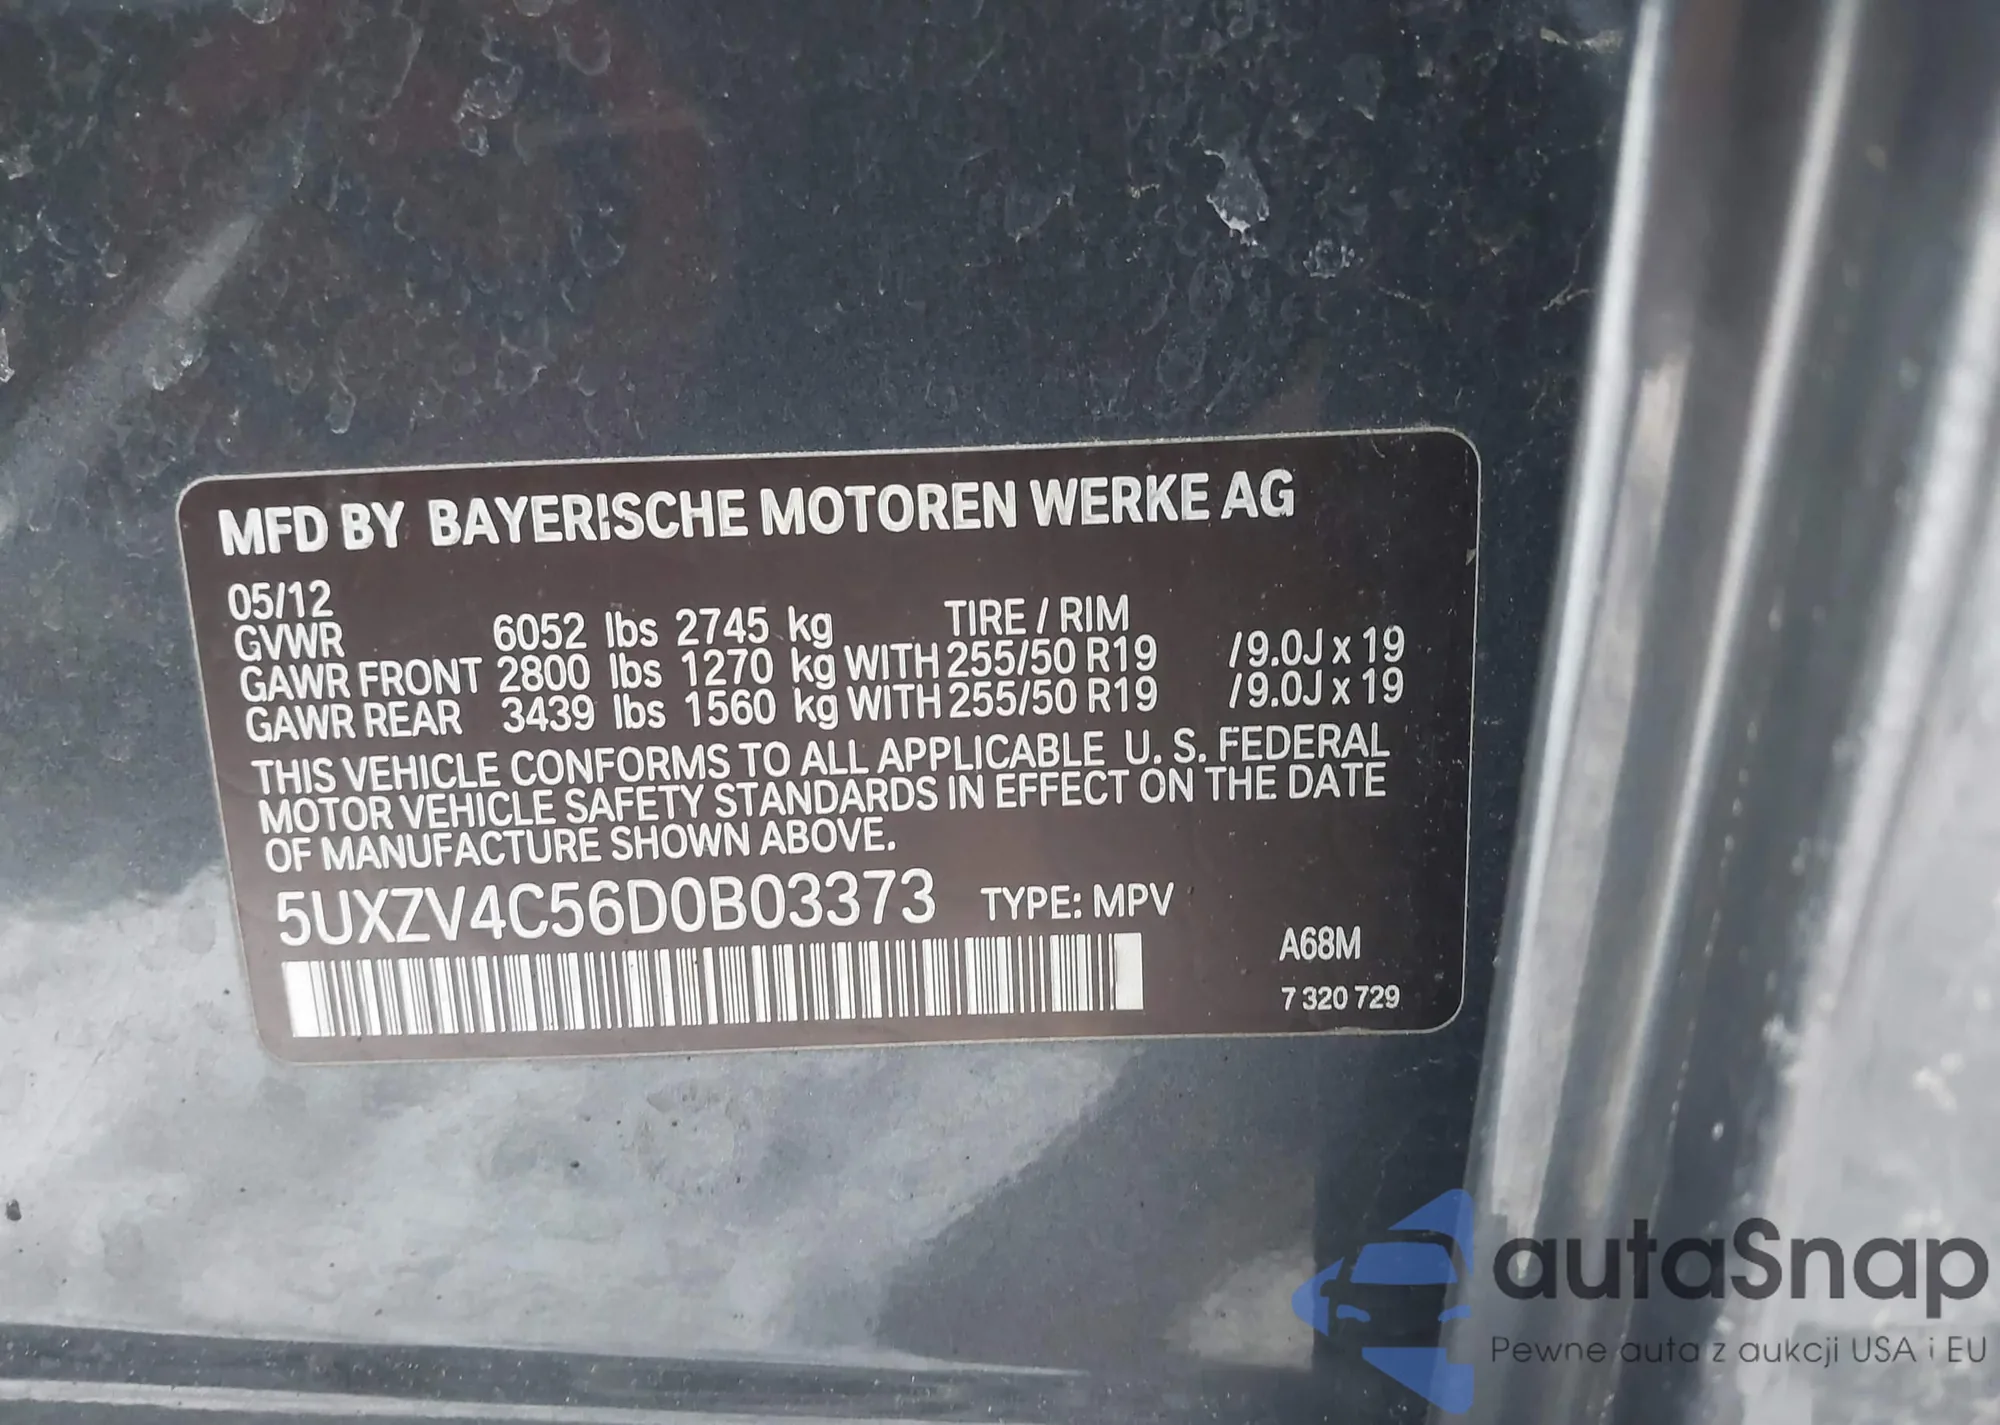 MFD BY BAYERISCHE MOTOREN WERKE AG
05/12
GVWR 6052 lbs 2745 kg TIRE / RIM
GAWR FRONT 2800 lbs 1270 kg WITH 255/50 R19 /9.0J x 19
GAWR REAR 3439 lbs 1560 kg WITH 255/50 R19 /9.0J x 19
THIS VEHICLE CONFORMS TO ALL APPLICABLE U. S. FEDERAL
MOTOR VEHICLE SAFETY STANDARDS IN EFFECT ON THE DATE
OF MANUFACTURE SHOWN ABOVE.
5UXZV4C56D0B03373 TYPE: MPV
A68M
7 320 729
autaSnap
Pewne auta z aukcji USA i EU